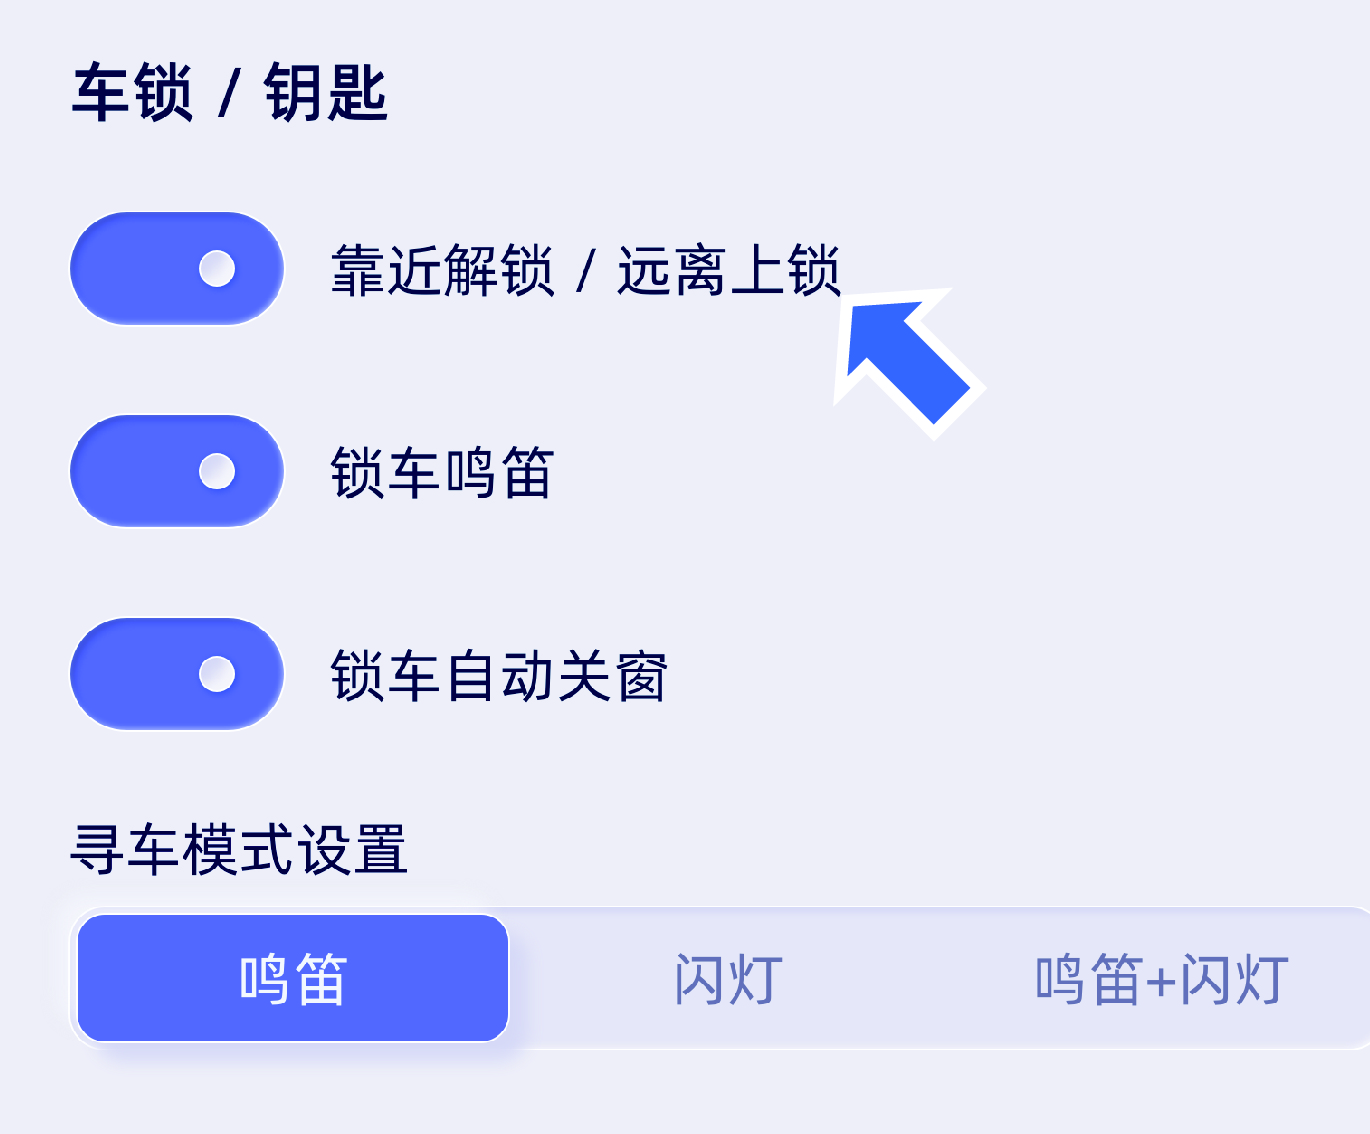 车锁 / 钥匙
靠近解锁 / 远离上锁
锁车鸣笛
锁车自动关窗
寻车模式设置
鸣笛 闪灯 鸣笛+闪灯